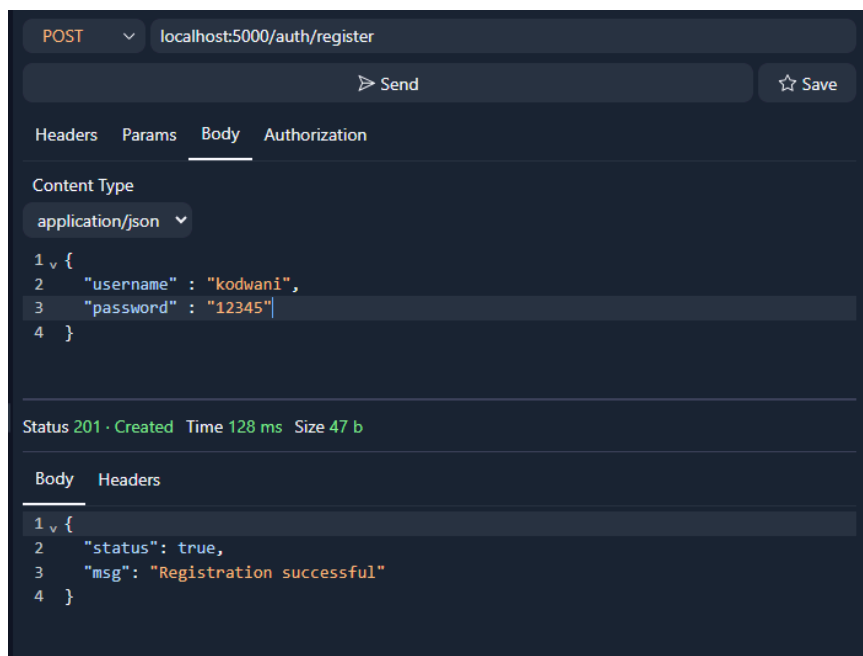 POST localhost:5000/auth/register
Send Save
Headers Params Body Authorization
Content Type
application/json
1 {
2 "username" : "kodwani",
3 "password" : "12345"
4 }
Status 201 · Created Time 128 ms Size 47 b
Body Headers
1 {
2 "status": true,
3 "msg": "Registration successful"
4 }